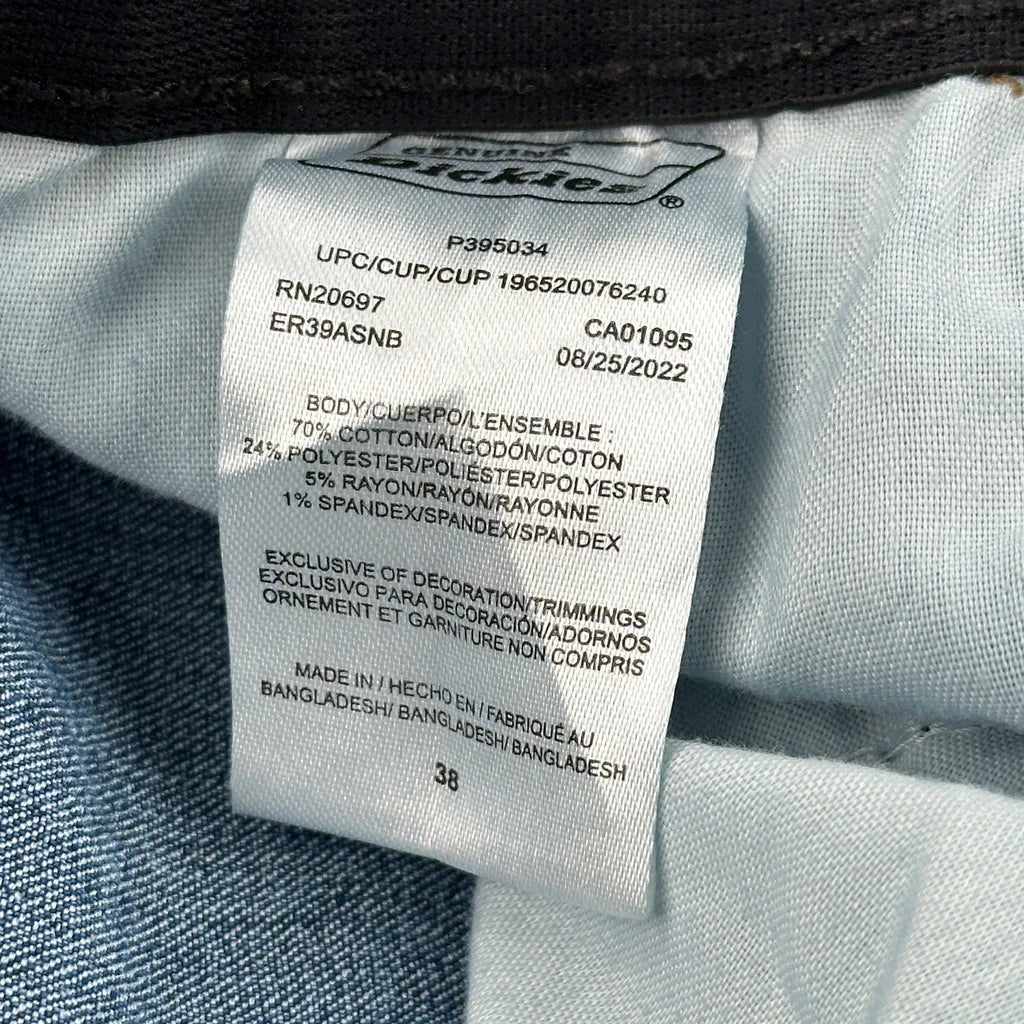 GENUINE
Dickies ®
P395034
UPC/CUP/CUP 196520076240
RN20697
CA01095
ER39ASNB
08/25/2022
BODY/CUERPO/L'ENSEMBLE :
70% COTTON/ALGODÓN/COTON
24% POLYESTER/POLIÉSTER/POLYESTER
5% RAYON/RAYÓN/RAYONNE
1% SPANDEX/SPANDEX/SPANDEX
EXCLUSIVE OF DECORATION/TRIMMINGS
EXCLUSIVO PARA DECORACIÓN/ADORNOS
ORNEMENT ET GARNITURE NON COMPRIS
MADE IN / HECHO EN / FABRIQUÉ AU
BANGLADESH/ BANGLADESH/ BANGLADESH
38